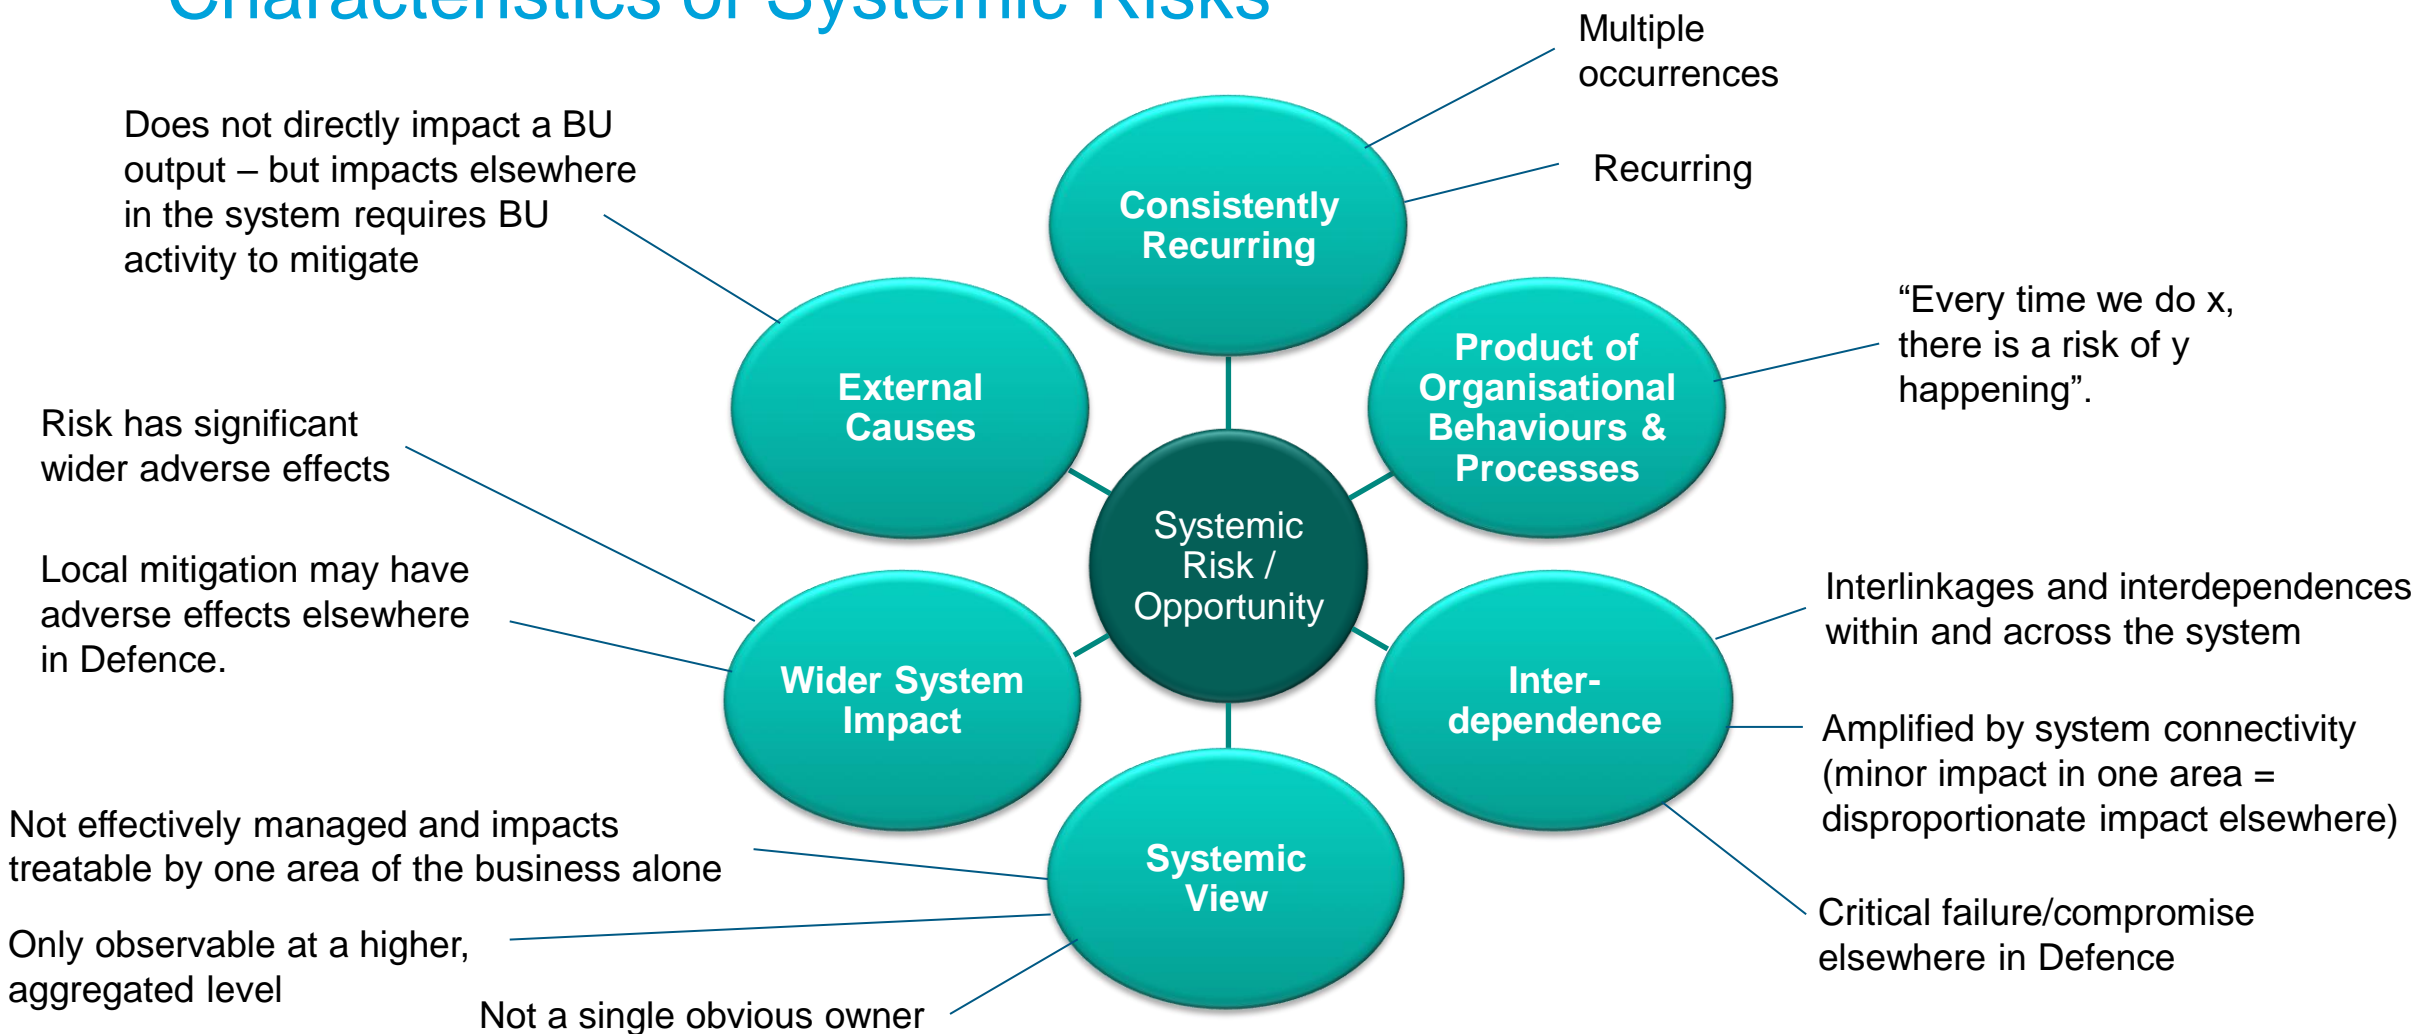 Characteristics of Systemic Risks
Multiple
occurrences
Recurring
Does not directly impact a BU
output – but impacts elsewhere
in the system requires BU
activity to mitigate
Consistently
Recurring
“Every time we do x,
there is a risk of y
happening”.
Product of
Organisational
Behaviours &
Processes
External
Causes
Risk has significant
wider adverse effects
Systemic
Risk /
Opportunity
Local mitigation may have
adverse effects elsewhere
in Defence.
Interlinkages and interdependences
within and across the system
Wider System
Impact
Inter-
dependence
Amplified by system connectivity
(minor impact in one area =
disproportionate impact elsewhere)
Not effectively managed and impacts
treatable by one area of the business alone
Systemic
View
Critical failure/compromise
elsewhere in Defence
Only observable at a higher,
aggregated level
Not a single obvious owner